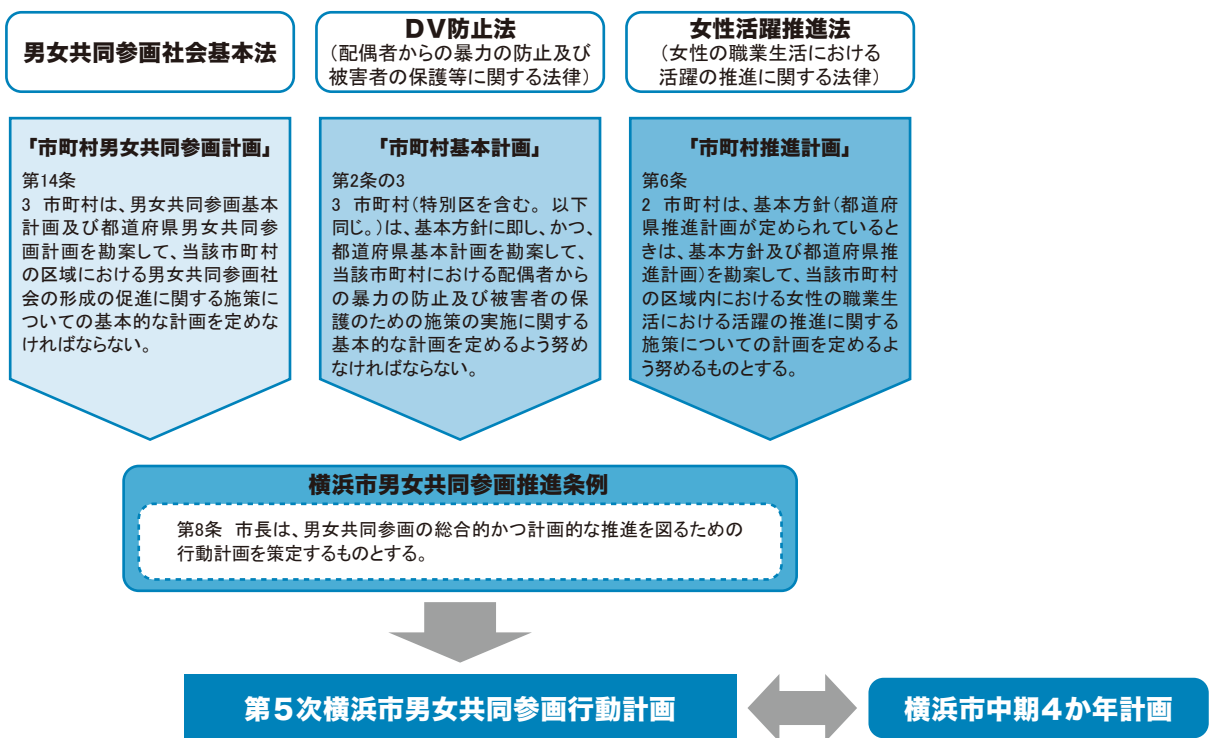 男女共同参画社会基本法
DV防止法
(配偶者からの暴力の防止及び
被害者の保護等に関する法律)
女性活躍推進法
(女性の職業生活における
活躍の推進に関する法律)
「市町村男女共同参画計画」
第14条
3 市町村は、男女共同参画基本
計画及び都道府県男女共同参
画計画を勘案して、当該市町村
の区域における男女共同参画社
会の形成の促進に関する施策に
ついての基本的な計画を定めな
ければならない。
「市町村基本計画」
第2条の3
3 市町村(特別区を含む。以下
同じ。)は、基本方針に即し、かつ、
都道府県基本計画を勘案して、
当該市町村における配偶者から
の暴力の防止及び被害者の保
護のための施策の実施に関する
基本的な計画を定めるよう努め
なければならない。
「市町村推進計画」
第6条
2 市町村は、基本方針(都道府
県推進計画が定められていると
きは、基本方針及び都道府県推
進計画)を勘案して、当該市町村
の区域内における女性の職業生
活における活躍の推進に関する
施策についての計画を定めるよ
う努めるものとする。
横浜市男女共同参画推進条例
第8条 市長は、男女共同参画の総合的かつ計画的な推進を図るための
行動計画を策定するものとする。
第5次横浜市男女共同参画行動計画
横浜市中期4か年計画